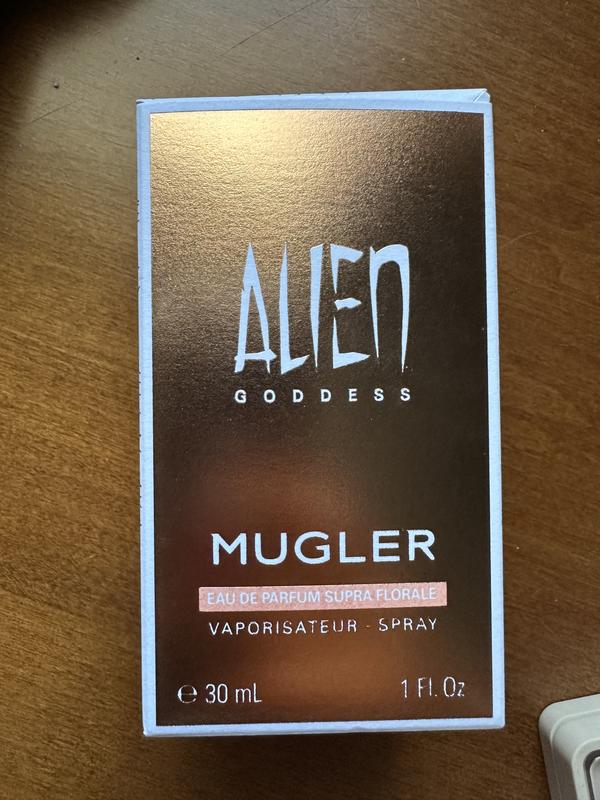 ALIEN
GODDESS
MUGLER
EAU DE PARFUM SUPRA FLORALE
VAPORISATEUR - SPRAY
℮ 30 mL 1 Fl. Oz